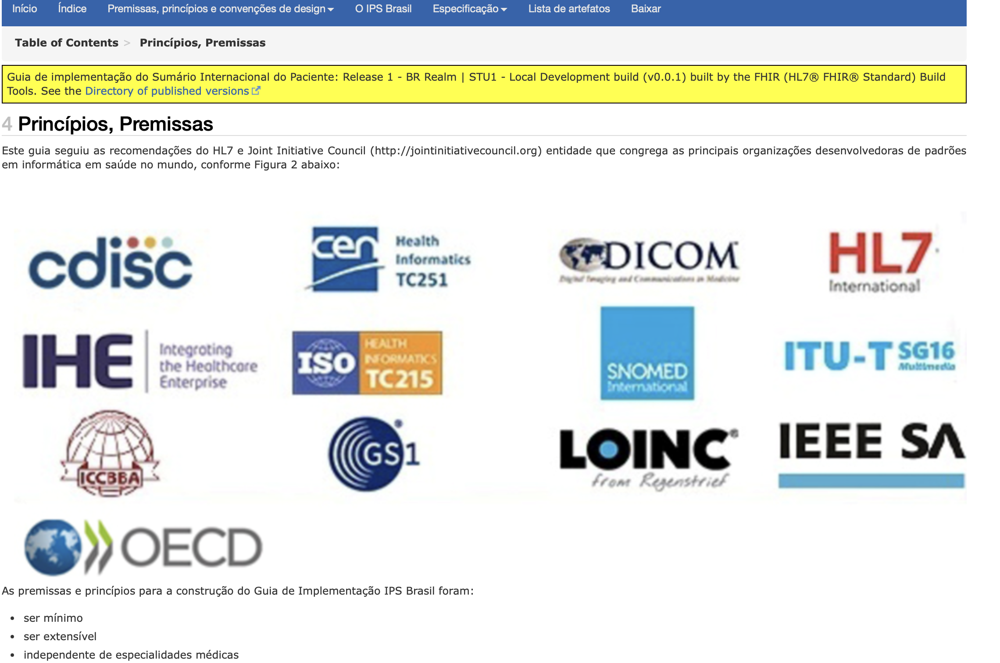 Início Índice Premissas, princípios e convenções de design O IPS Brasil Especificação Lista de artefatos Baixar
Table of Contents > Princípios, Premissas
Guia de implementação do Sumário Internacional do Paciente: Release 1 - BR Realm | STU1 - Local Development build (v0.0.1) built by the FHIR (HL7® FHIR® Standard) Build
Tools. See the Directory of published versions
4 Princípios, Premissas
Este guia seguiu as recomendações do HL7 e Joint Initiative Council (http://jointinitiativecouncil.org) entidade que congrega as principais organizações desenvolvedoras de padrões
em informática em saúde no mundo, conforme Figura 2 abaixo:
cdisc
cen
Health
Informatics
TC251
DICOM
Digital Imaging and Communications in Medicine
HL7
International
IHE
Integrating
the Healthcare
Enterprise
ISO
HEALTH
INFORMATICS
TC215
SNOMED
International
ITU-T SG16
Multimedia
ICCBBA
GS1®
LOINC®
from Regenstrief
IEEE SA
OECD
As premissas e princípios para a construção do Guia de Implementação IPS Brasil foram:
• ser mínimo
• ser extensível
• independente de especialidades médicas